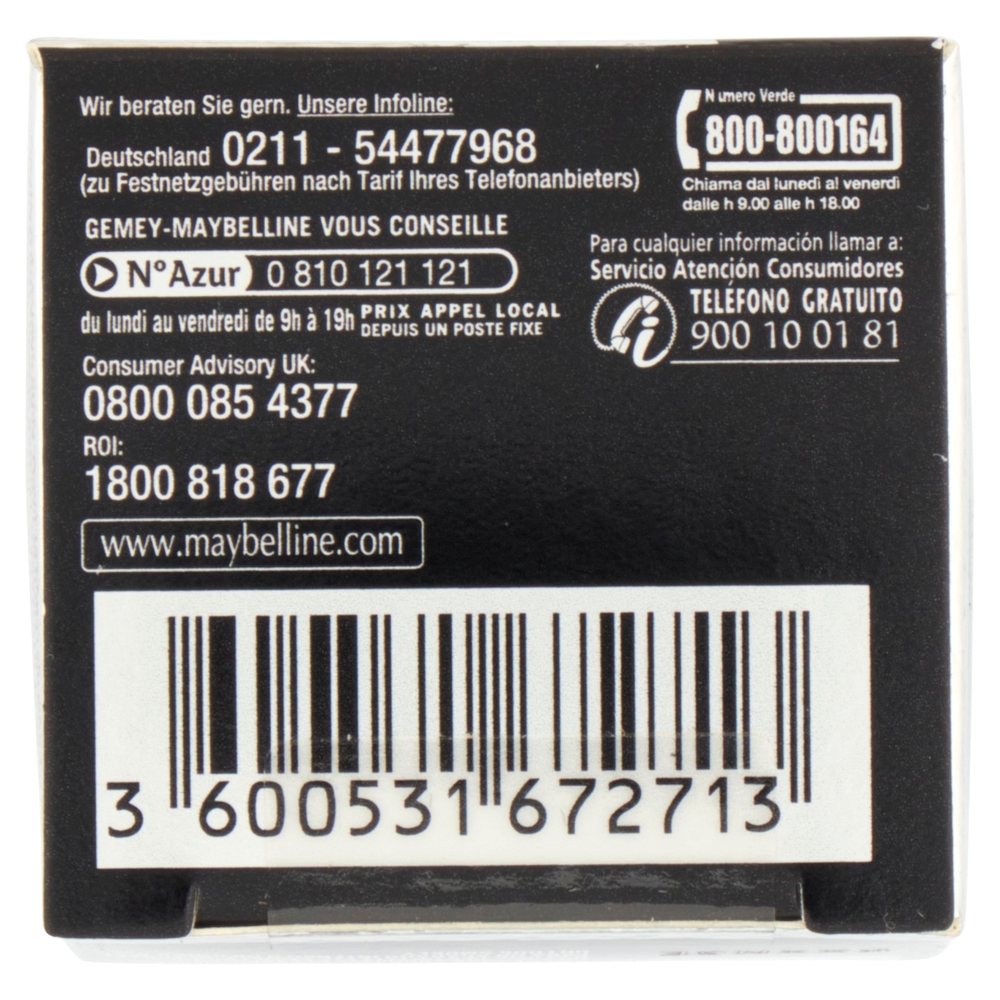 Wir beraten Sie gern. Unsere Infoline:
Deutschland 0211 - 54477968
(zu Festnetzgebühren nach Tarif Ihres Telefonanbieters)
GEMEY-MAYBELLINE VOUS CONSEILLE
N° Azur 0 810 121 121
du lundi au vendredi de 9h à 19h PRIX APPEL LOCAL
DEPUIS UN POSTE FIXE
Consumer Advisory UK:
0800 085 4377
ROI:
1800 818 677
www.maybelline.com
Numero Verde
800-800164
Chiama dal lunedì al venerdì
dalle h 9.00 alle h 18.00
Para cualquier información llamar a:
Servicio Atención Consumidores
TELÉFONO GRATUITO
900 10 01 81
3 600531 672713